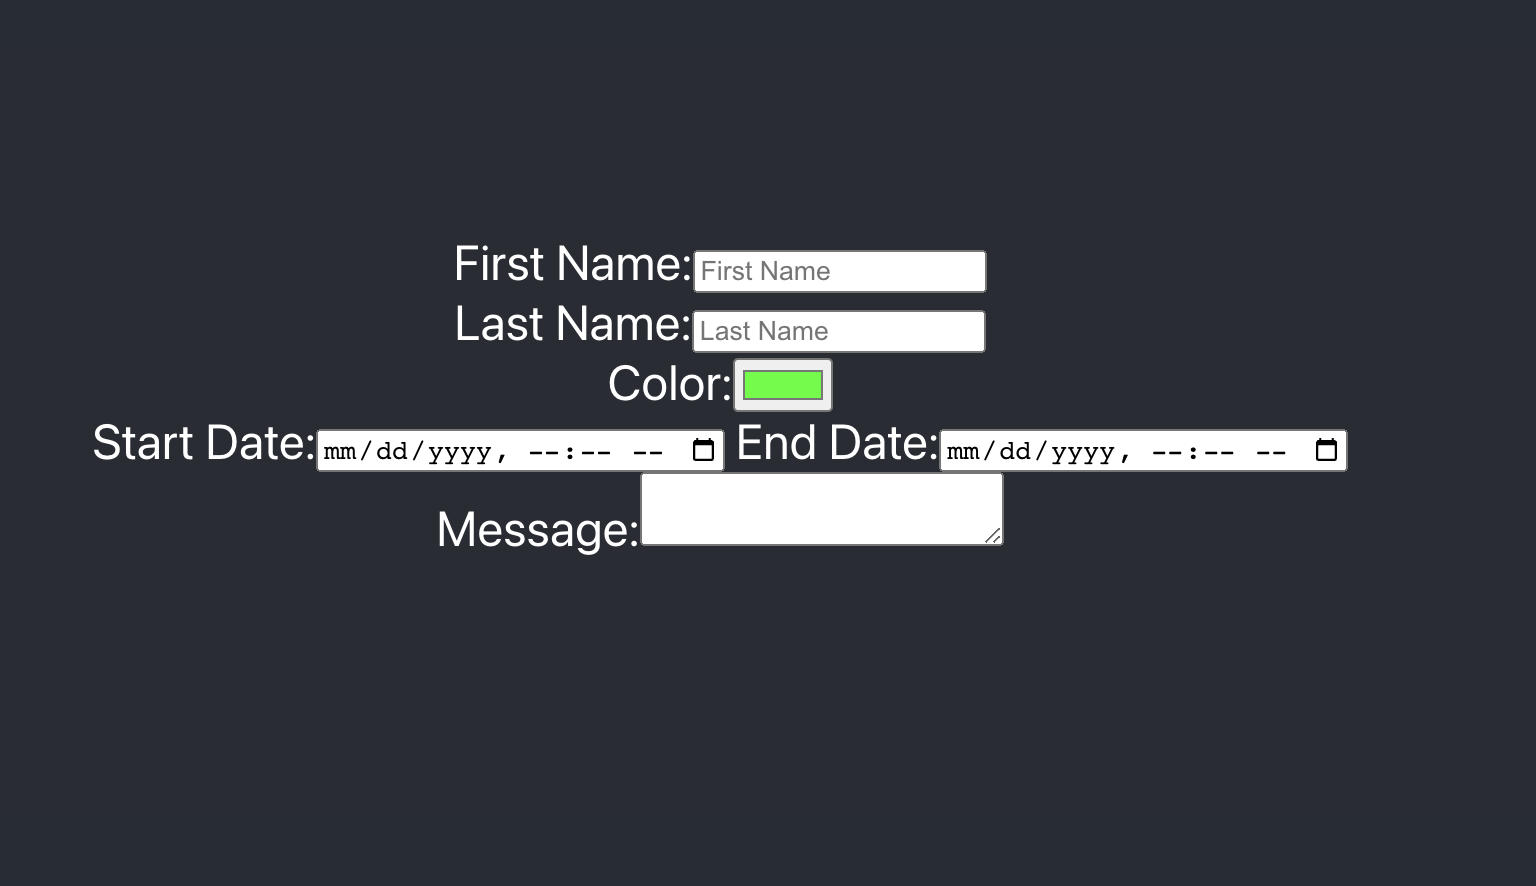 First Name: First Name
Last Name: Last Name
Color:
Start Date: mm/dd/yyyy, --:-- -- End Date: mm/dd/yyyy, --:-- --
Message: